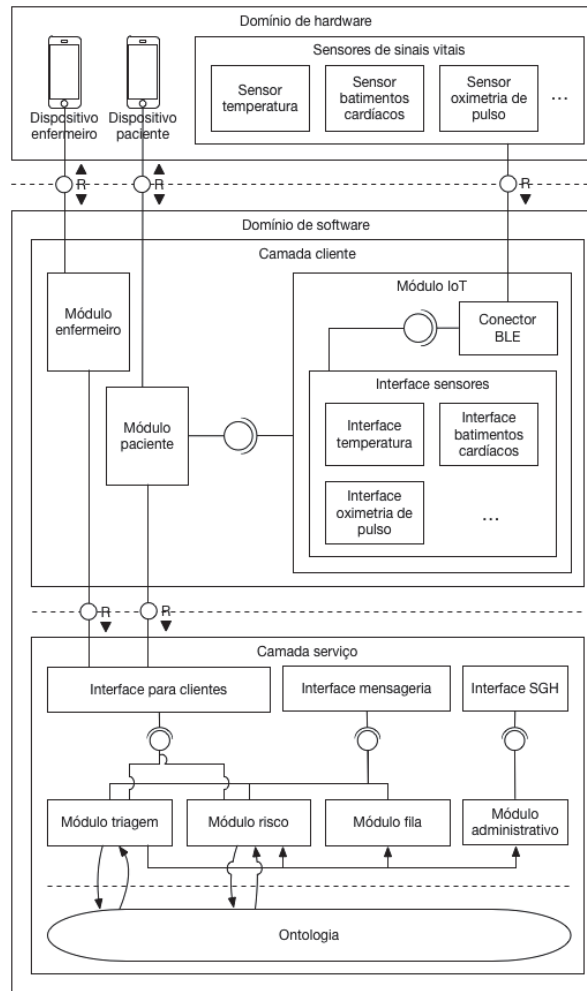 Domínio de hardware
Dispositivo
enfermeiro
Dispositivo
paciente
Sensores de sinais vitais
Sensor
temperatura
Sensor
batimentos
cardíacos
Sensor
oximetria de
pulso
...
R
R
R
Domínio de software
Camada cliente
Módulo
enfermeiro
Módulo
paciente
Módulo IoT
Conector
BLE
Interface sensores
Interface
temperatura
Interface
batimentos
cardíacos
Interface
oximetria de
pulso
...
R
R
Camada serviço
Interface para clientes
Interface mensageria
Interface SGH
Módulo triagem
Módulo risco
Módulo fila
Módulo
administrativo
Ontologia